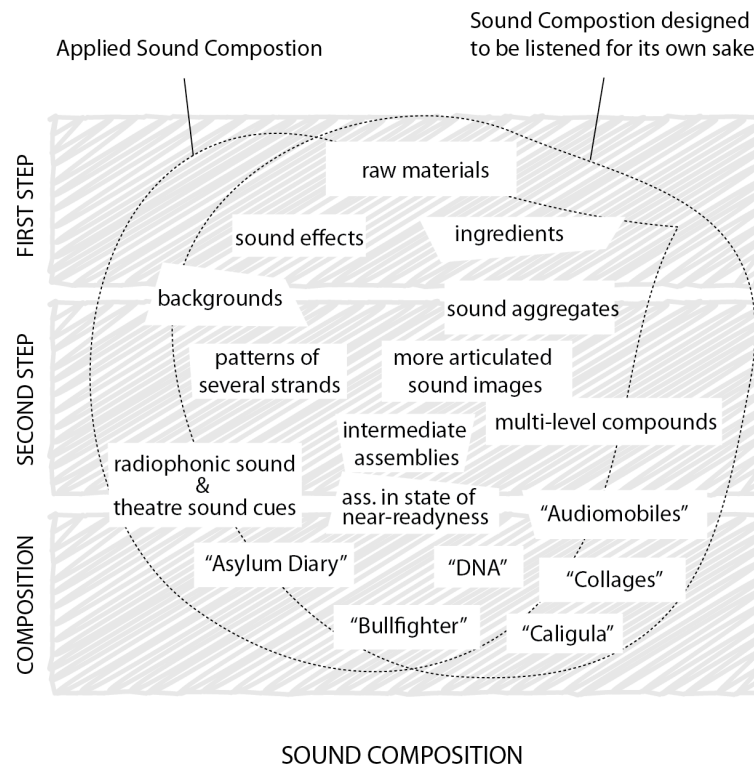 Sound Compostion designed
to be listened for its own sake
Applied Sound Compostion
FIRST STEP
raw materials
sound effects
ingredients
backgrounds
sound aggregates
SECOND STEP
patterns of
several strands
more articulated
sound images
multi-level compounds
intermediate
assemblies
radiophonic sound
&
theatre sound cues
ass. in state of
near-readyness
“Audiomobiles”
COMPOSITION
“Asylum Diary”
“DNA”
“Collages”
“Bullfighter”
“Caligula”
SOUND COMPOSITION